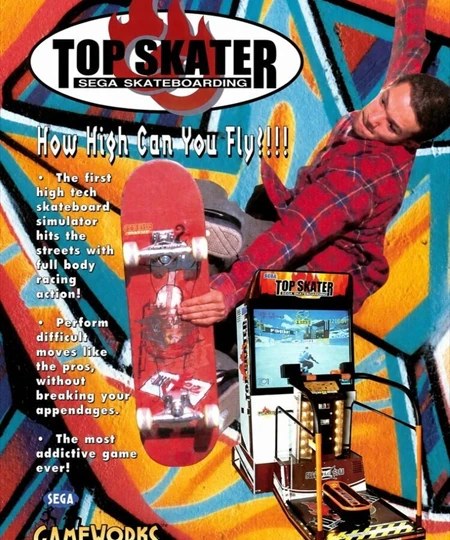 TOP SKATER
SEGA SKATEBOARDING
How High Can You Fly?!!!
• The first
high tech
skateboard
simulator
hits the
streets with
full body
racing
action!
• Perform
difficult
moves like
the pros,
without
breaking your
appendages.
• The most
addictive game
ever!
SEGA
GAMEWORKS
SEGA
TOP SKATER